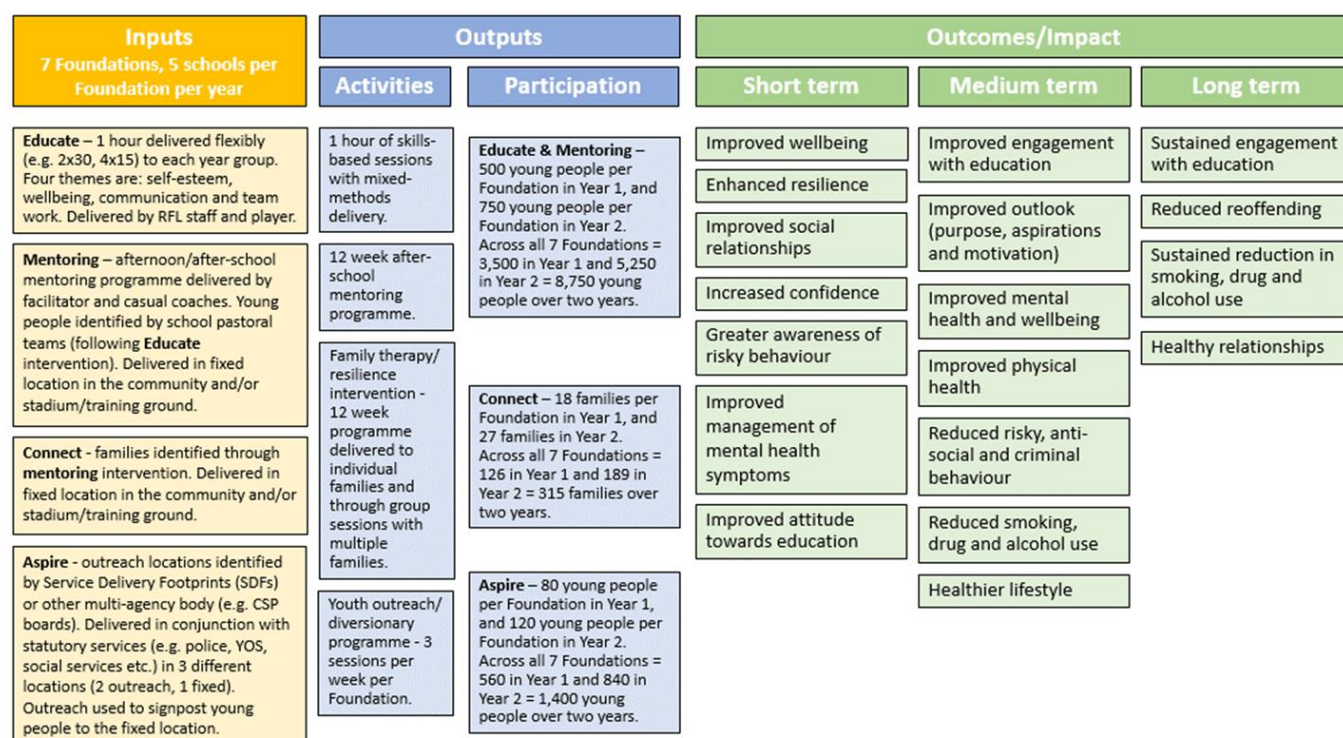 Inputs
7 Foundations, 5 schools per
Foundation per year
Outputs
Outcomes/Impact
Activities
Participation
Short term
Medium term
Long term
Educate – 1 hour delivered flexibly
(e.g. 2x30, 4x15) to each year group.
Four themes are: self-esteem,
wellbeing, communication and team
work. Delivered by RFL staff and player.
Mentoring – afternoon/after-school
mentoring programme delivered by
facilitator and casual coaches. Young
people identified by school pastoral
teams (following Educate
intervention). Delivered in fixed
location in the community and/or
stadium/training ground.
Connect - families identified through
mentoring intervention. Delivered in
fixed location in the community and/or
stadium/training ground.
Aspire - outreach locations identified
by Service Delivery Footprints (SDFs)
or other multi-agency body (e.g. CSP
boards). Delivered in conjunction with
statutory services (e.g. police, YOS,
social services etc.) in 3 different
locations (2 outreach, 1 fixed).
Outreach used to signpost young
people to the fixed location.
1 hour of skills-
based sessions
with mixed-
methods
delivery.
12 week after-
school
mentoring
programme.
Family therapy/
resilience
intervention -
12 week
programme
delivered to
individual
families and
through group
sessions with
multiple
families.
Youth outreach/
diversionary
programme - 3
sessions per
week per
Foundation.
Educate & Mentoring –
500 young people per
Foundation in Year 1, and
750 young people per
Foundation in Year 2.
Across all 7 Foundations =
3,500 in Year 1 and 5,250
in Year 2 = 8,750 young
people over two years.
Connect – 18 families per
Foundation in Year 1, and
27 families in Year 2.
Across all 7 Foundations =
126 in Year 1 and 189 in
Year 2 = 315 families over
two years.
Aspire – 80 young people
per Foundation in Year 1,
and 120 young people per
Foundation in Year 2.
Across all 7 Foundations =
560 in Year 1 and 840 in
Year 2 = 1,400 young
people over two years.
Improved wellbeing
Enhanced resilience
Improved social
relationships
Increased confidence
Greater awareness of
risky behaviour
Improved
management of
mental health
symptoms
Improved attitude
towards education
Improved engagement
with education
Improved outlook
(purpose, aspirations
and motivation)
Improved mental
health and wellbeing
Improved physical
health
Reduced risky, anti-
social and criminal
behaviour
Reduced smoking,
drug and alcohol use
Healthier lifestyle
Sustained engagement
with education
Reduced reoffending
Sustained reduction in
smoking, drug and
alcohol use
Healthy relationships